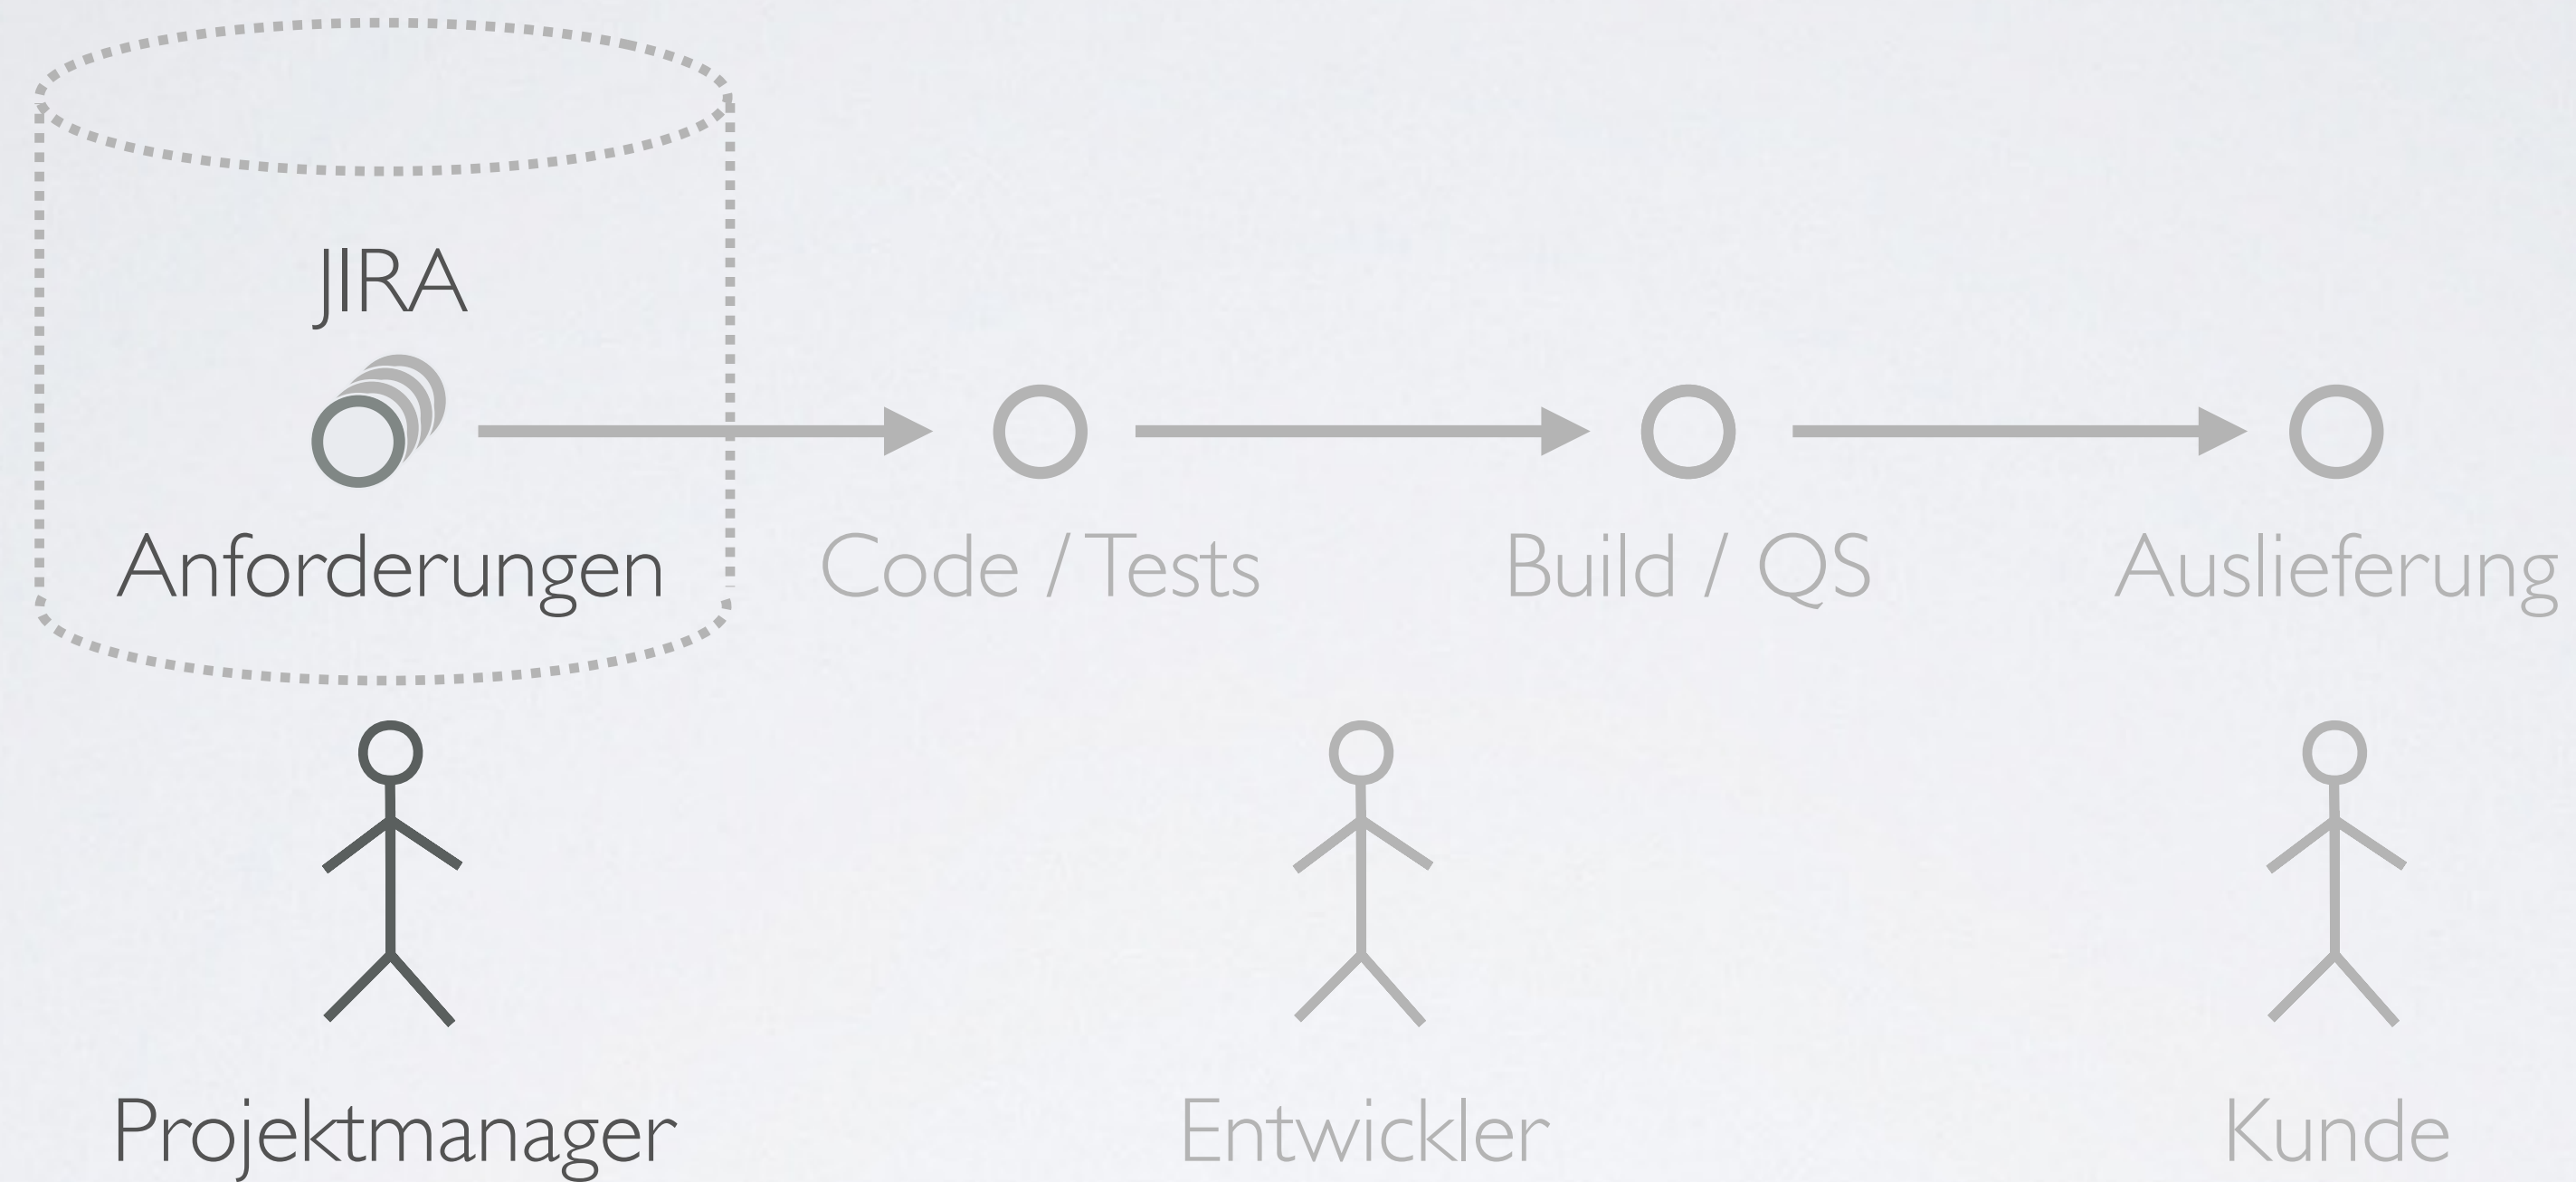 JIRA
Anforderungen
Code / Tests
Build / QS
Auslieferung
Projektmanager
Entwickler
Kunde